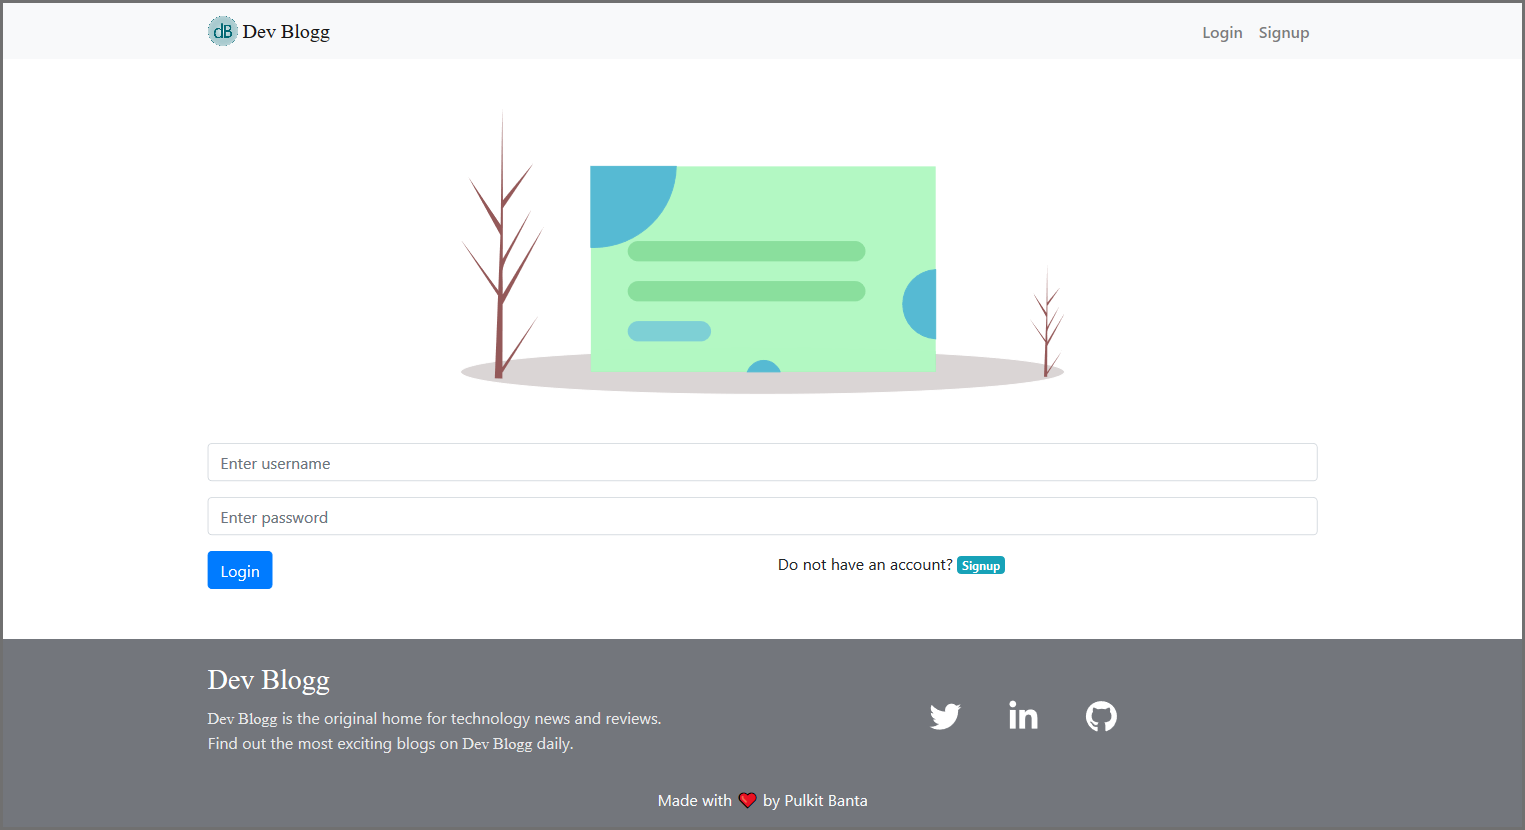 dB Dev Blogg
Login Signup
Enter username
Enter password
Login
Do not have an account? Signup
Dev Blogg
Dev Blogg is the original home for technology news and reviews.
Find out the most exciting blogs on Dev Blogg daily.
in
Made with ❤ by Pulkit Banta